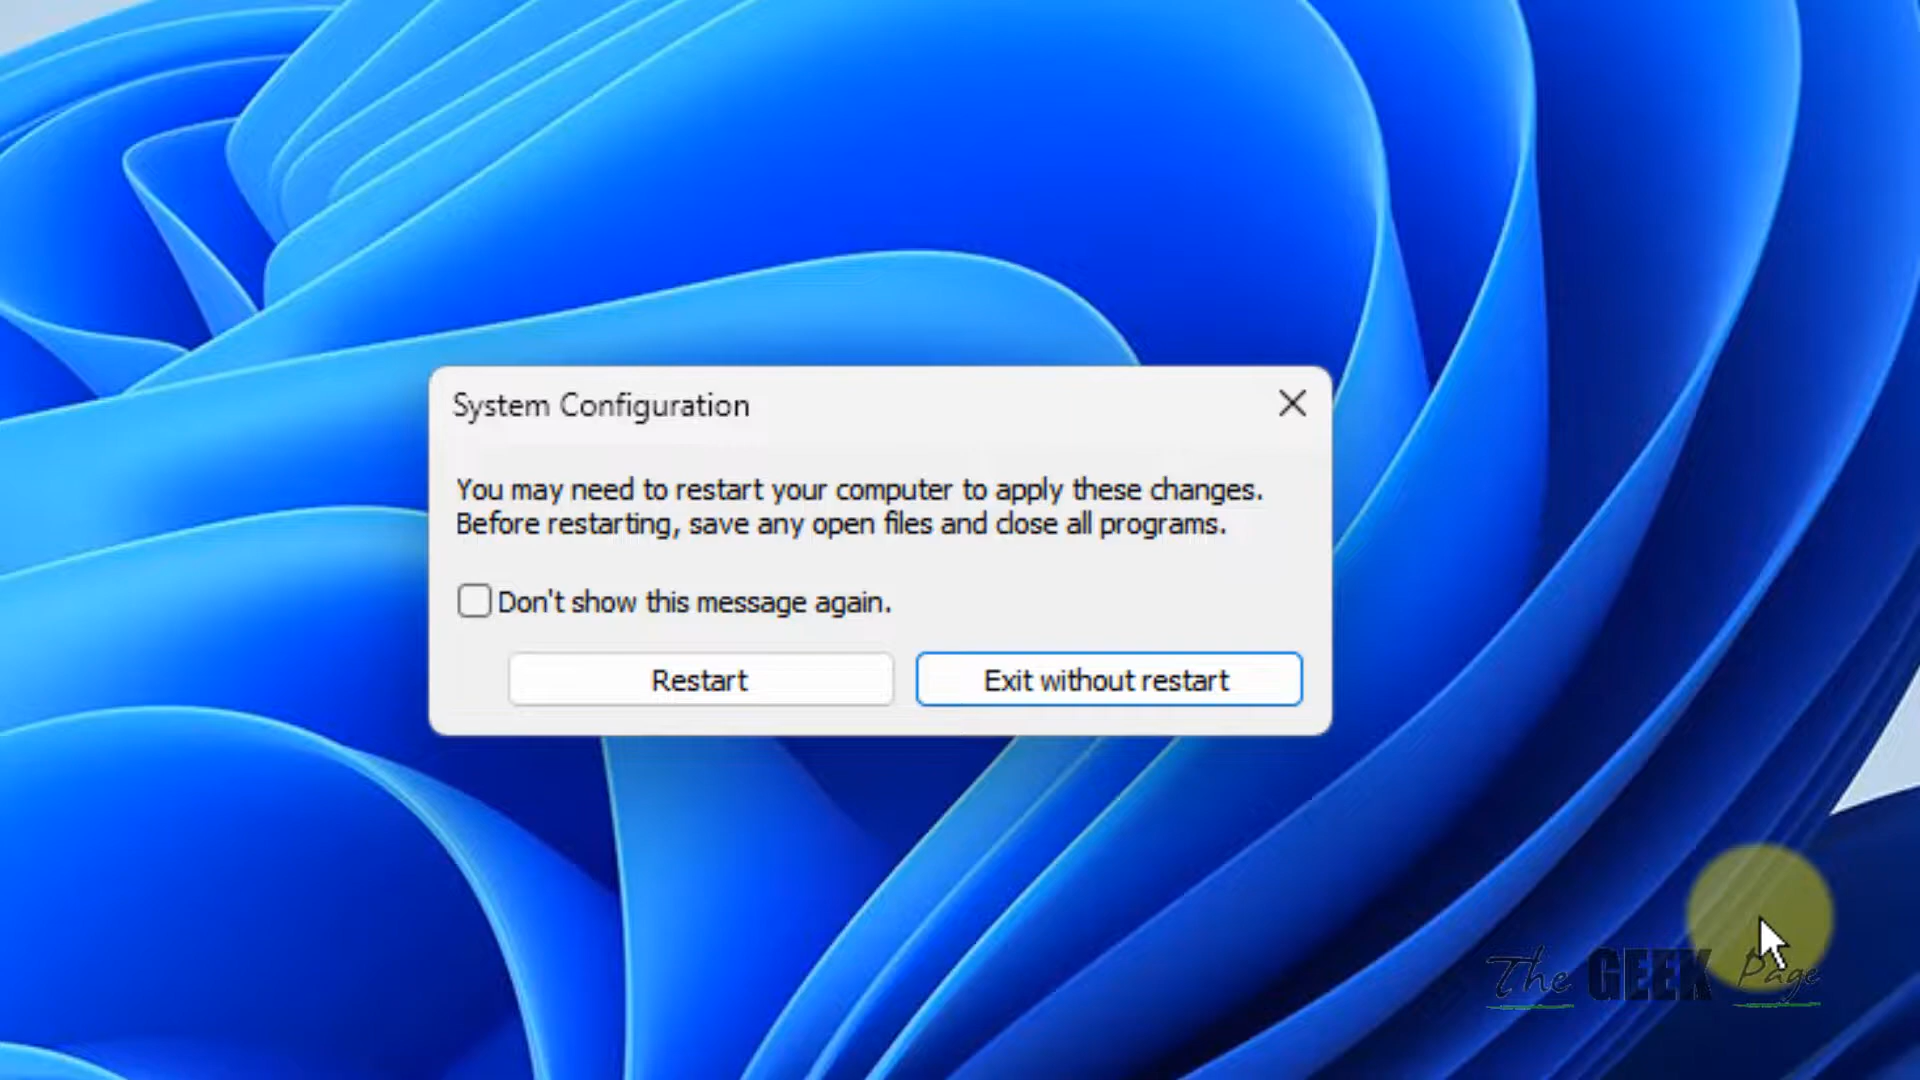 System Configuration
You may need to restart your computer to apply these changes.
Before restarting, save any open files and close all programs.
Don't show this message again.
Restart
Exit without restart
The GEEK Page